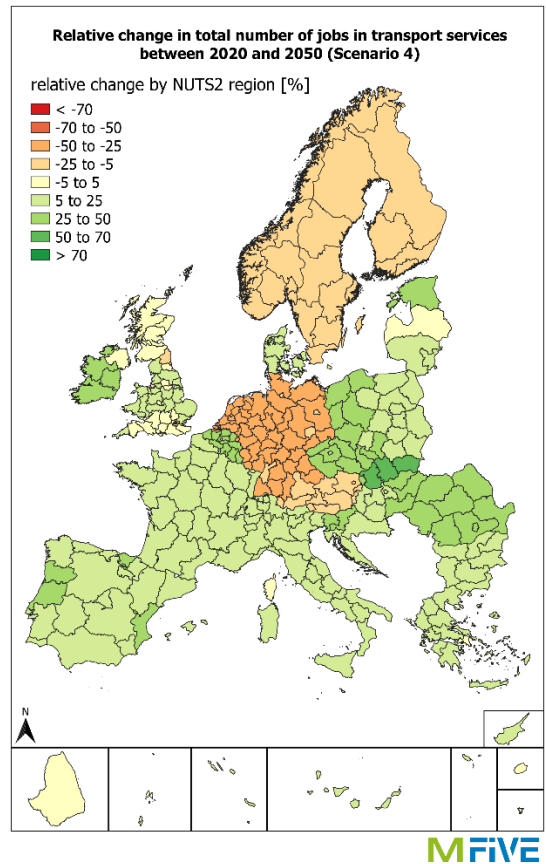 Relative change in total number of jobs in transport services
between 2020 and 2050 (Scenario 4)
relative change by NUTS2 region [%]
< -70
-70 to -50
-50 to -25
-25 to -5
-5 to 5
5 to 25
25 to 50
50 to 70
> 70
N
M FIVE